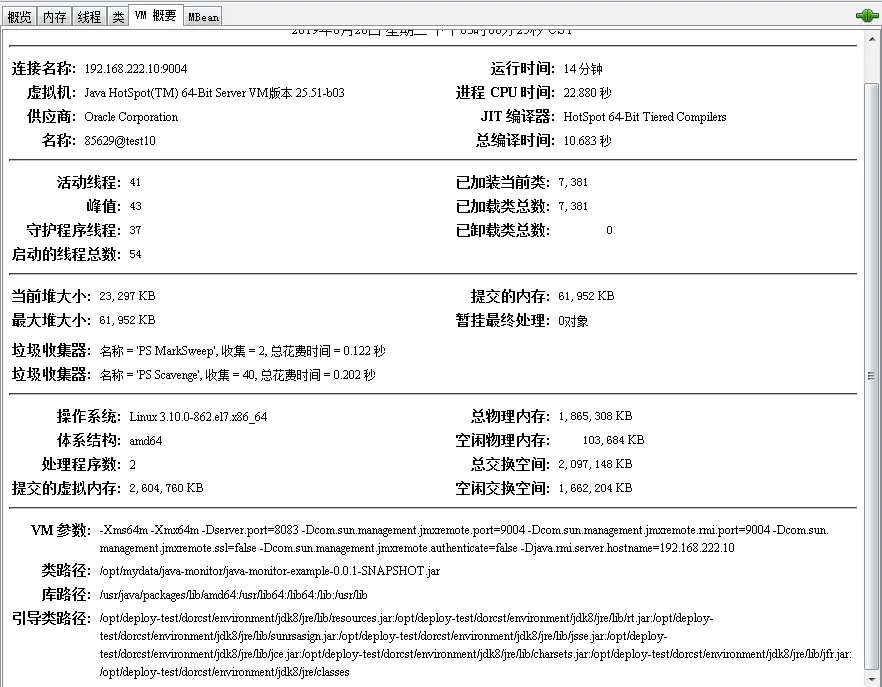 概览 内存 线程 类 VM 概要 MBean
连接名称: 192.168.222.10:9004 运行时间: 14 分钟
虚拟机: Java HotSpot(TM) 64-Bit Server VM版本 25.51-b03 进程 CPU 时间: 22.880 秒
供应商: Oracle Corporation JIT 编译器: HotSpot 64-Bit Tiered Compilers
名称: 85629@test10 总编译时间: 10.683 秒
活动线程: 41 已加装当前类: 7,381
峰值: 43 已加载类总数: 7,381
守护程序线程: 37 已卸载类总数: 0
启动的线程总数: 54
当前堆大小: 23,297 KB 提交的内存: 61,952 KB
最大堆大小: 61,952 KB 暂挂最终处理: 0对象
垃圾收集器: 名称 = 'PS MarkSweep', 收集 = 2, 总花费时间 = 0.122 秒
垃圾收集器: 名称 = 'PS Scavenge', 收集 = 40, 总花费时间 = 0.202 秒
操作系统: Linux 3.10.0-862.el7.x86_64 总物理内存: 1,865,308 KB
体系结构: amd64 空闲物理内存: 103,684 KB
处理程序数: 2 总交换空间: 2,097,148 KB
提交的虚拟内存: 2,604,760 KB 空闲交换空间: 1,662,204 KB
VM 参数: -Xms64m -Xmx64m -Dserver.port=8083 -Dcom.sun.management.jmxremote.port=9004 -Dcom.sun.management.jmxremote.rmi.port=9004 -Dcom.sun.
management.jmxremote.ssl=false -Dcom.sun.management.jmxremote.authenticate=false -Djava.rmi.server.hostname=192.168.222.10
类路径: /opt/mydata/java-monitor/java-monitor-example-0.0.1-SNAPSHOT.jar
库路径: /usr/java/packages/lib/amd64:/usr/lib64:/lib64:/lib:/usr/lib
引导类路径: /opt/deploy-test/dorcst/environment/jdk8/jre/lib/resources.jar:/opt/deploy-test/dorcst/environment/jdk8/jre/lib/rt.jar:/opt/deploy-
test/dorcst/environment/jdk8/jre/lib/sunrsasign.jar:/opt/deploy-test/dorcst/environment/jdk8/jre/lib/jsse.jar:/opt/deploy-
test/dorcst/environment/jdk8/jre/lib/jce.jar:/opt/deploy-test/dorcst/environment/jdk8/jre/lib/charsets.jar:/opt/deploy-test/dorcst/environment/jdk8/jre/lib/jfr.jar:
/opt/deploy-test/dorcst/environment/jdk8/jre/classes